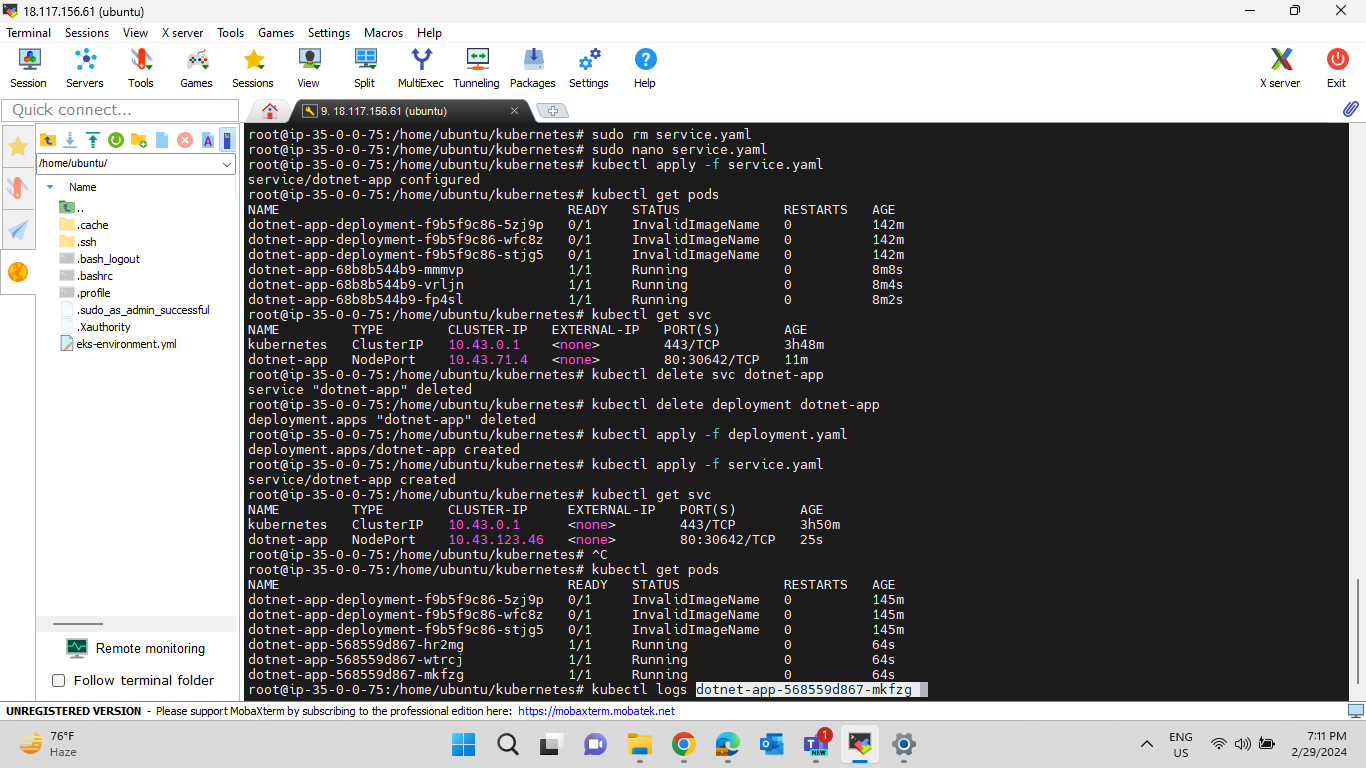 18.117.156.61 (ubuntu)
Terminal Sessions View X server Tools Games Settings Macros Help
Session Servers Tools Games Sessions View Split MultiExec Tunneling Packages Settings Help X server Exit
Quick connect...
9. 18.117.156.61 (ubuntu)
/home/ubuntu/
Name
..
.cache
.ssh
.bash_logout
.bashrc
.profile
.sudo_as_admin_successful
.Xauthority
eks-environment.yml
Remote monitoring
Follow terminal folder
root@ip-35-0-0-75:/home/ubuntu/kubernetes# sudo rm service.yaml
root@ip-35-0-0-75:/home/ubuntu/kubernetes# sudo nano service.yaml
root@ip-35-0-0-75:/home/ubuntu/kubernetes# kubectl apply -f service.yaml
service/dotnet-app configured
root@ip-35-0-0-75:/home/ubuntu/kubernetes# kubectl get pods
NAME READY STATUS RESTARTS AGE
dotnet-app-deployment-f9b5f9c86-5zj9p 0/1 InvalidImageName 0 142m
dotnet-app-deployment-f9b5f9c86-wfc8z 0/1 InvalidImageName 0 142m
dotnet-app-deployment-f9b5f9c86-stjg5 0/1 InvalidImageName 0 142m
dotnet-app-68b8b544b9-mmmvp 1/1 Running 0 8m8s
dotnet-app-68b8b544b9-vrljn 1/1 Running 0 8m4s
dotnet-app-68b8b544b9-fp4sl 1/1 Running 0 8m2s
root@ip-35-0-0-75:/home/ubuntu/kubernetes# kubectl get svc
NAME TYPE CLUSTER-IP EXTERNAL-IP PORT(S) AGE
kubernetes ClusterIP 10.43.0.1 <none> 443/TCP 3h48m
dotnet-app NodePort 10.43.71.4 <none> 80:30642/TCP 11m
root@ip-35-0-0-75:/home/ubuntu/kubernetes# kubectl delete svc dotnet-app
service "dotnet-app" deleted
root@ip-35-0-0-75:/home/ubuntu/kubernetes# kubectl delete deployment dotnet-app
deployment.apps "dotnet-app" deleted
root@ip-35-0-0-75:/home/ubuntu/kubernetes# kubectl apply -f deployment.yaml
deployment.apps/dotnet-app created
root@ip-35-0-0-75:/home/ubuntu/kubernetes# kubectl apply -f service.yaml
service/dotnet-app created
root@ip-35-0-0-75:/home/ubuntu/kubernetes# kubectl get svc
NAME TYPE CLUSTER-IP EXTERNAL-IP PORT(S) AGE
kubernetes ClusterIP 10.43.0.1 <none> 443/TCP 3h50m
dotnet-app NodePort 10.43.123.46 <none> 80:30642/TCP 25s
root@ip-35-0-0-75:/home/ubuntu/kubernetes# ^C
root@ip-35-0-0-75:/home/ubuntu/kubernetes# kubectl get pods
NAME READY STATUS RESTARTS AGE
dotnet-app-deployment-f9b5f9c86-5zj9p 0/1 InvalidImageName 0 145m
dotnet-app-deployment-f9b5f9c86-wfc8z 0/1 InvalidImageName 0 145m
dotnet-app-deployment-f9b5f9c86-stjg5 0/1 InvalidImageName 0 145m
dotnet-app-568559d867-hr2mg 1/1 Running 0 64s
dotnet-app-568559d867-wtrcj 1/1 Running 0 64s
dotnet-app-568559d867-mkfzg 1/1 Running 0 64s
root@ip-35-0-0-75:/home/ubuntu/kubernetes# kubectl logs dotnet-app-568559d867-mkfzg
UNREGISTERED VERSION - Please support MobaXterm by subscribing to the professional edition here: https://mobaxterm.mobatek.net
76°F
Haze
NEW
1
ENG
US
7:11 PM
2/29/2024